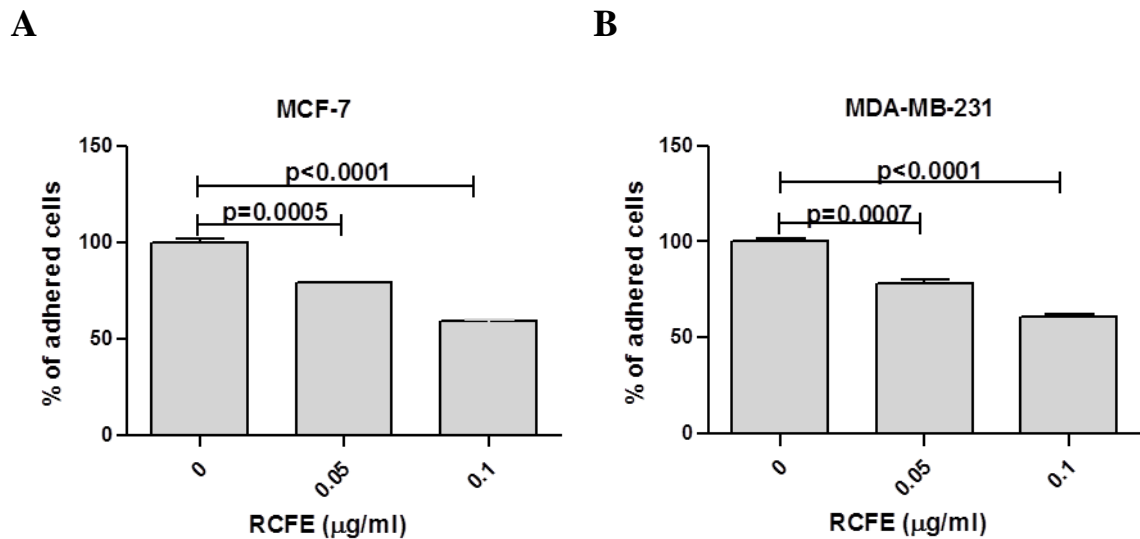 A
MCF-7
% of adhered cells
150
100
50
0
p<0.0001
p=0.0005
0
0.05
0.1
RCFE (μg/ml)
B
MDA-MB-231
% of adhered cells
150
100
50
0
p<0.0001
p=0.0007
0
0.05
0.1
RCFE (μg/ml)